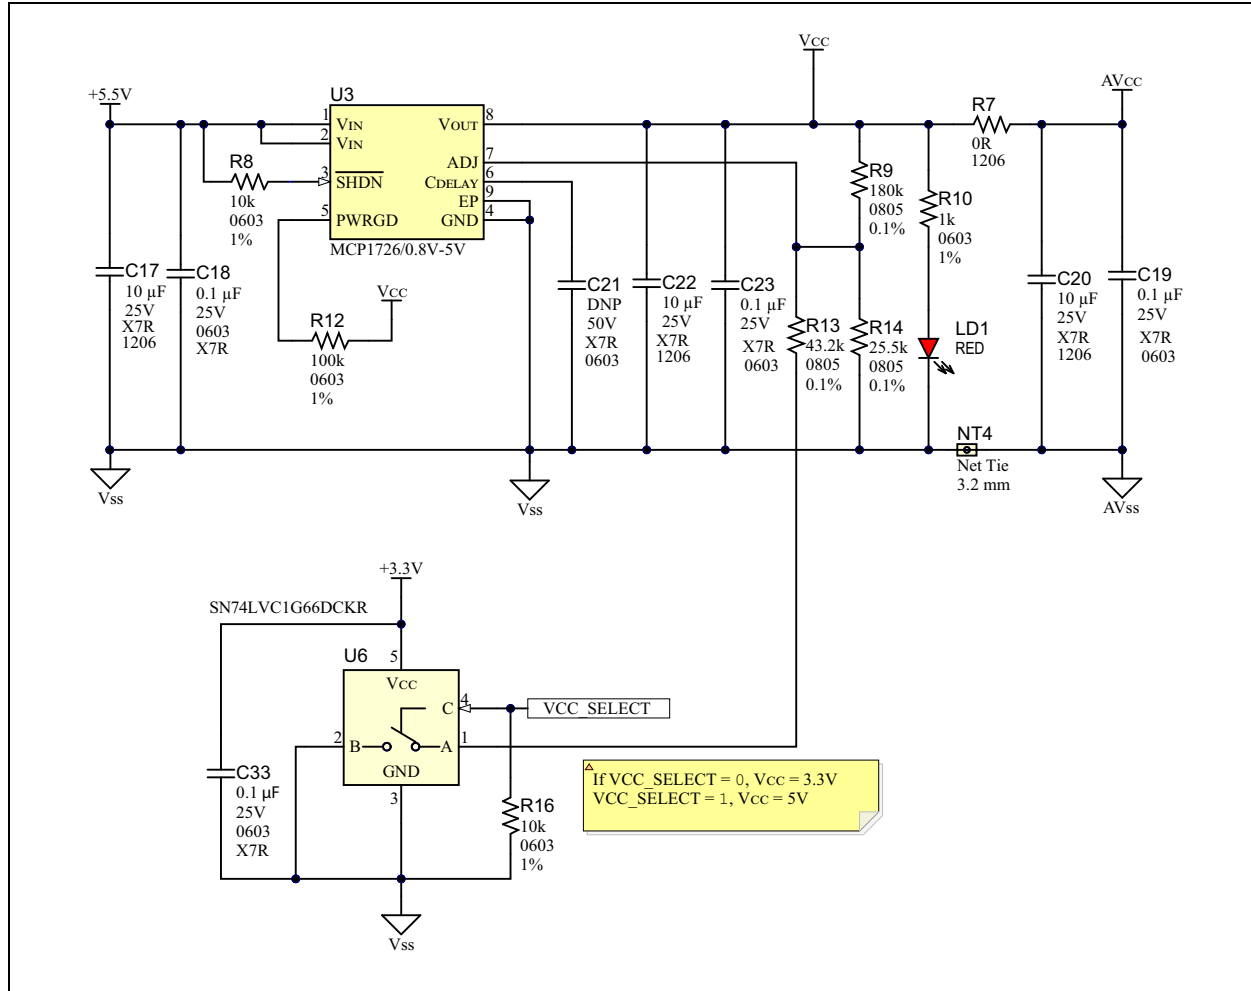 VCC
+5.5V
AVCC
U3
R7
0R
1206
1 VIN
2 VIN
3 SHDN
5 PWRGD
VOUT 8
ADJ 7
CDELAY 6
EP 9
GND 4
MCP1726/0.8V-5V
R8
10k
0603
1%
R9
180k
0805
0.1%
R10
1k
0603
1%
C17
10 µF
25V
X7R
1206
C18
0.1 µF
25V
0603
X7R
VCC
R12
100k
0603
1%
C21
DNP
50V
X7R
0603
C22
10 µF
25V
X7R
1206
C23
0.1 µF
25V
X7R
0603
R13
43.2k
0805
0.1%
R14
25.5k
0805
0.1%
LD1
RED
C20
10 µF
25V
X7R
1206
C19
0.1 µF
25V
X7R
0603
NT4
Net Tie
3.2 mm
Vss
Vss
AVss
+3.3V
SN74LVC1G66DCKR
U6
5
VCC
C 4
VCC_SELECT
2 B
A 1
GND
3
C33
0.1 µF
25V
0603
X7R
R16
10k
0603
1%
If VCC_SELECT = 0, VCC = 3.3V
VCC_SELECT = 1, VCC = 5V
Vss